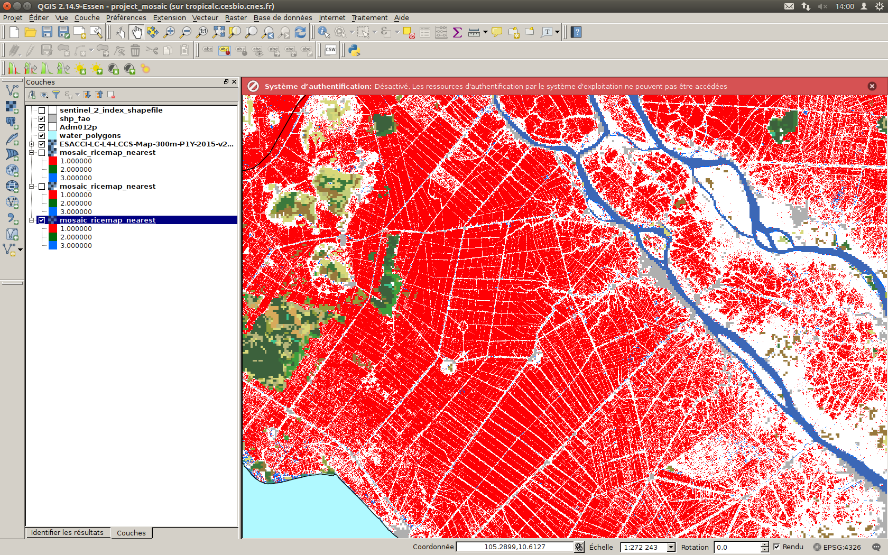 QGIS 2.14.9-Essen - project_mosaic (sur tropicalc.cesbio.cnes.fr)
14:00
Projet Éditer Vue Couche Préférences Extension Vecteur Raster Base de données Internet Traitement Aide
CSW
Couches
Système d'authentification: Désactivé. Les ressources d'authentification par le système d'exploitation ne peuvent pas être accédées
sentinel_2_index_shapefile
shp_fao
Adm012p
water_polygons
ESACCI-LC-L4-LCCS-Map-300m-P1Y-2015-v2...
mosaic_ricemap_nearest
1.000000
2.000000
3.000000
mosaic_ricemap_nearest
1.000000
2.000000
3.000000
mosaic_ricemap_nearest
1.000000
2.000000
3.000000
Identifier les résultats Couches
Coordonnée 105.2899,10.6127 Échelle 1:272 243 Rotation 0.0 Rendu EPSG:4326